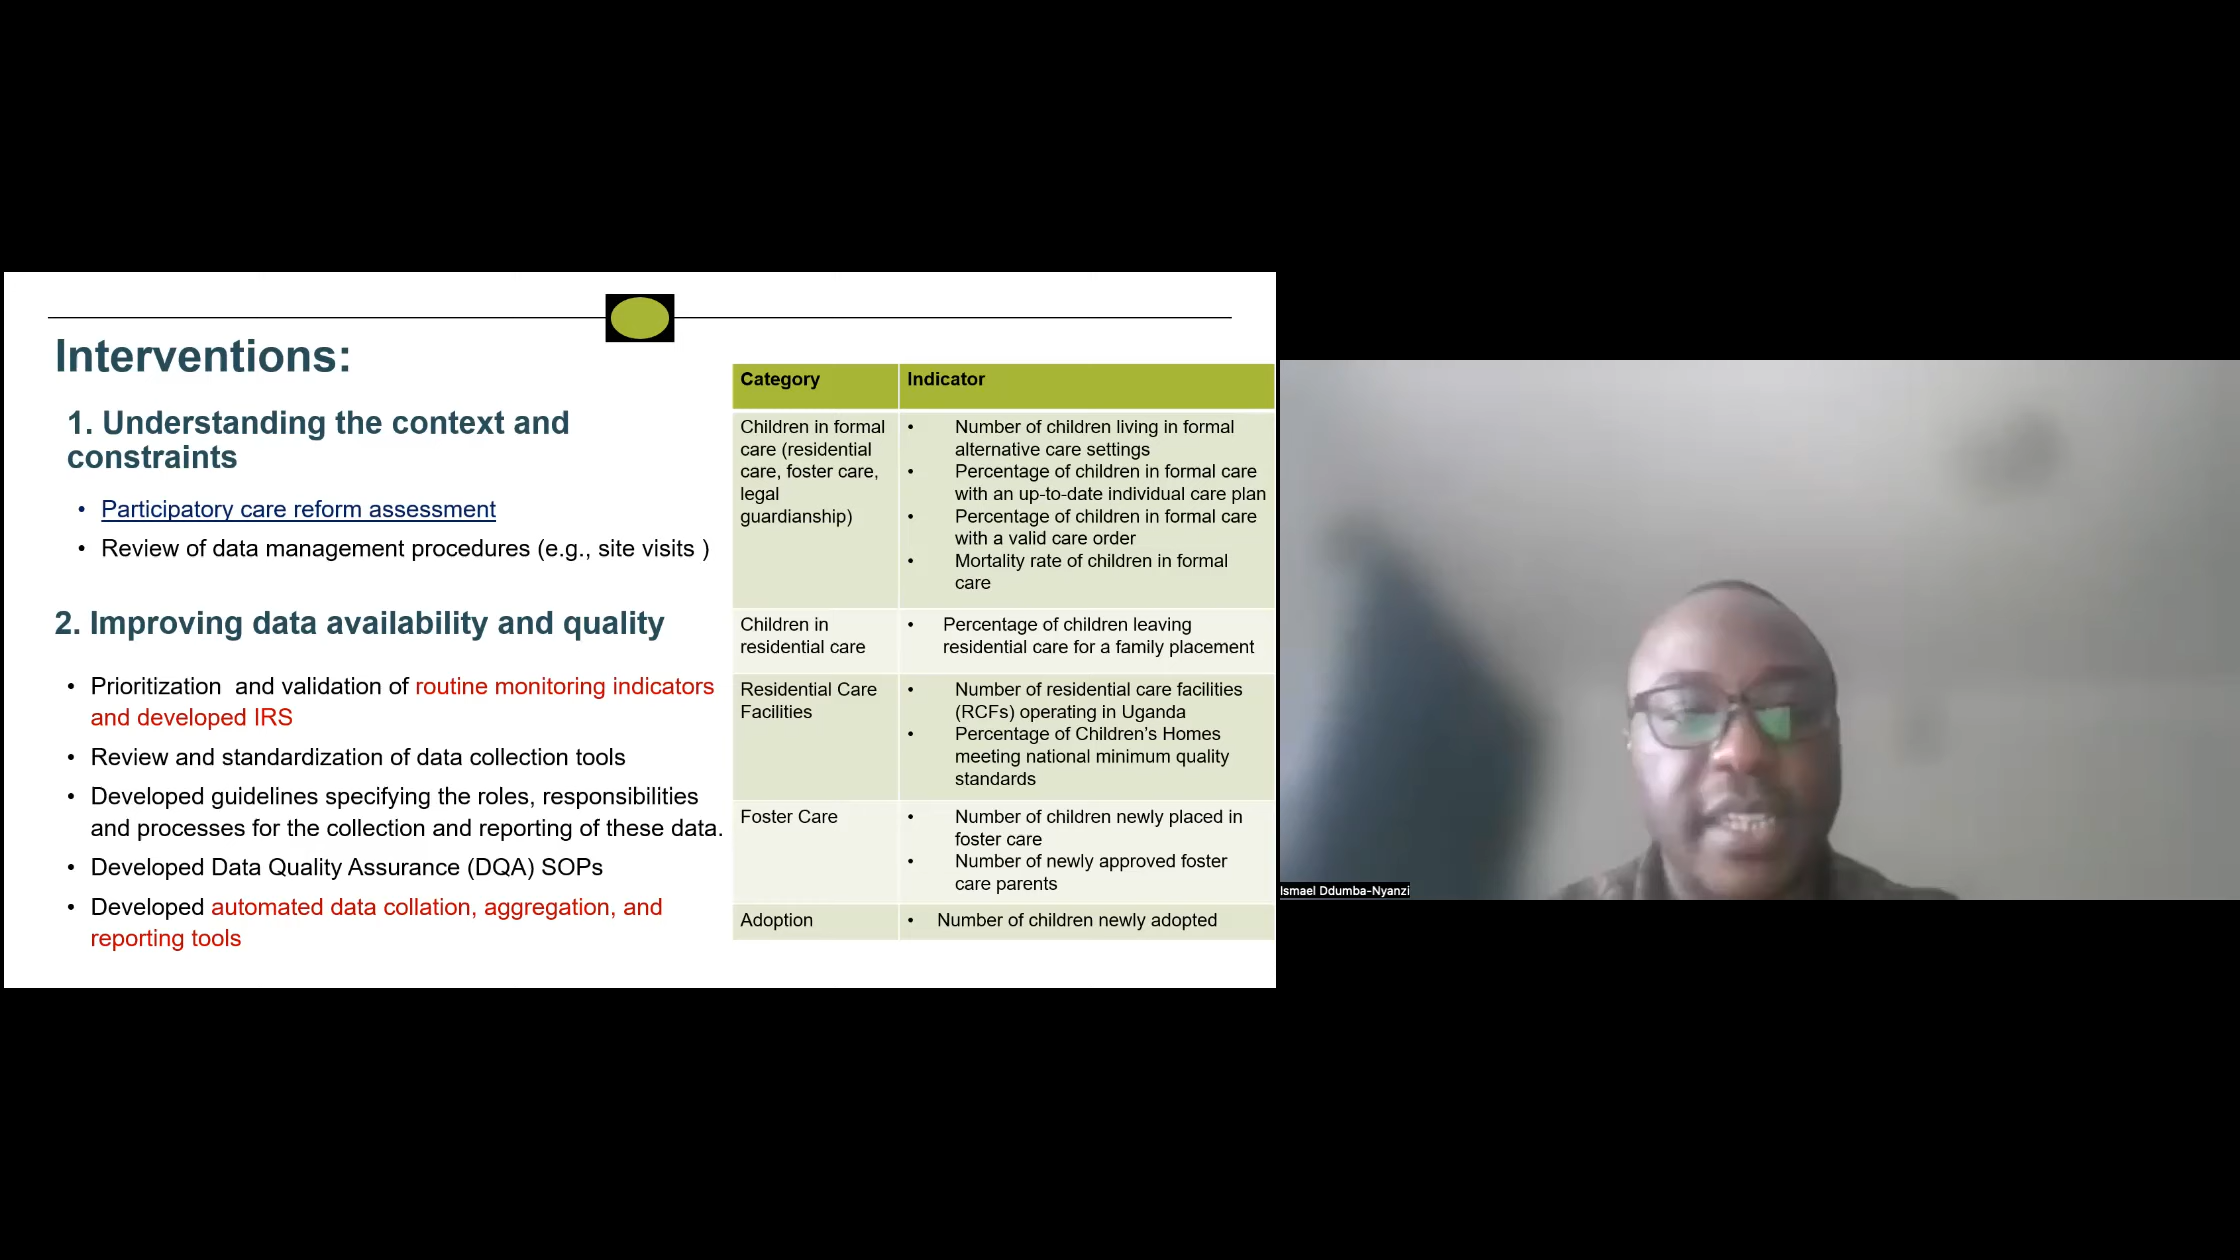 Interventions:
1. Understanding the context and
constraints
• Participatory care reform assessment
• Review of data management procedures (e.g., site visits )
2. Improving data availability and quality
• Prioritization  and validation of routine monitoring indicators
and developed IRS
• Review and standardization of data collection tools
• Developed guidelines specifying the roles, responsibilities
and processes for the collection and reporting of these data.
• Developed Data Quality Assurance (DQA) SOPs
• Developed automated data collation, aggregation, and
reporting tools
Category
Indicator
Children in formal
care (residential
care, foster care,
legal
guardianship)
• Number of children living in formal
alternative care settings
• Percentage of children in formal care
with an up-to-date individual care plan
• Percentage of children in formal care
with a valid care order
• Mortality rate of children in formal
care
Children in
residential care
• Percentage of children leaving
residential care for a family placement
Residential Care
Facilities
• Number of residential care facilities
(RCFs) operating in Uganda
• Percentage of Children’s Homes
meeting national minimum quality
standards
Foster Care
• Number of children newly placed in
foster care
• Number of newly approved foster
care parents
Adoption
• Number of children newly adopted
Ismael Ddumba-Nyanzi